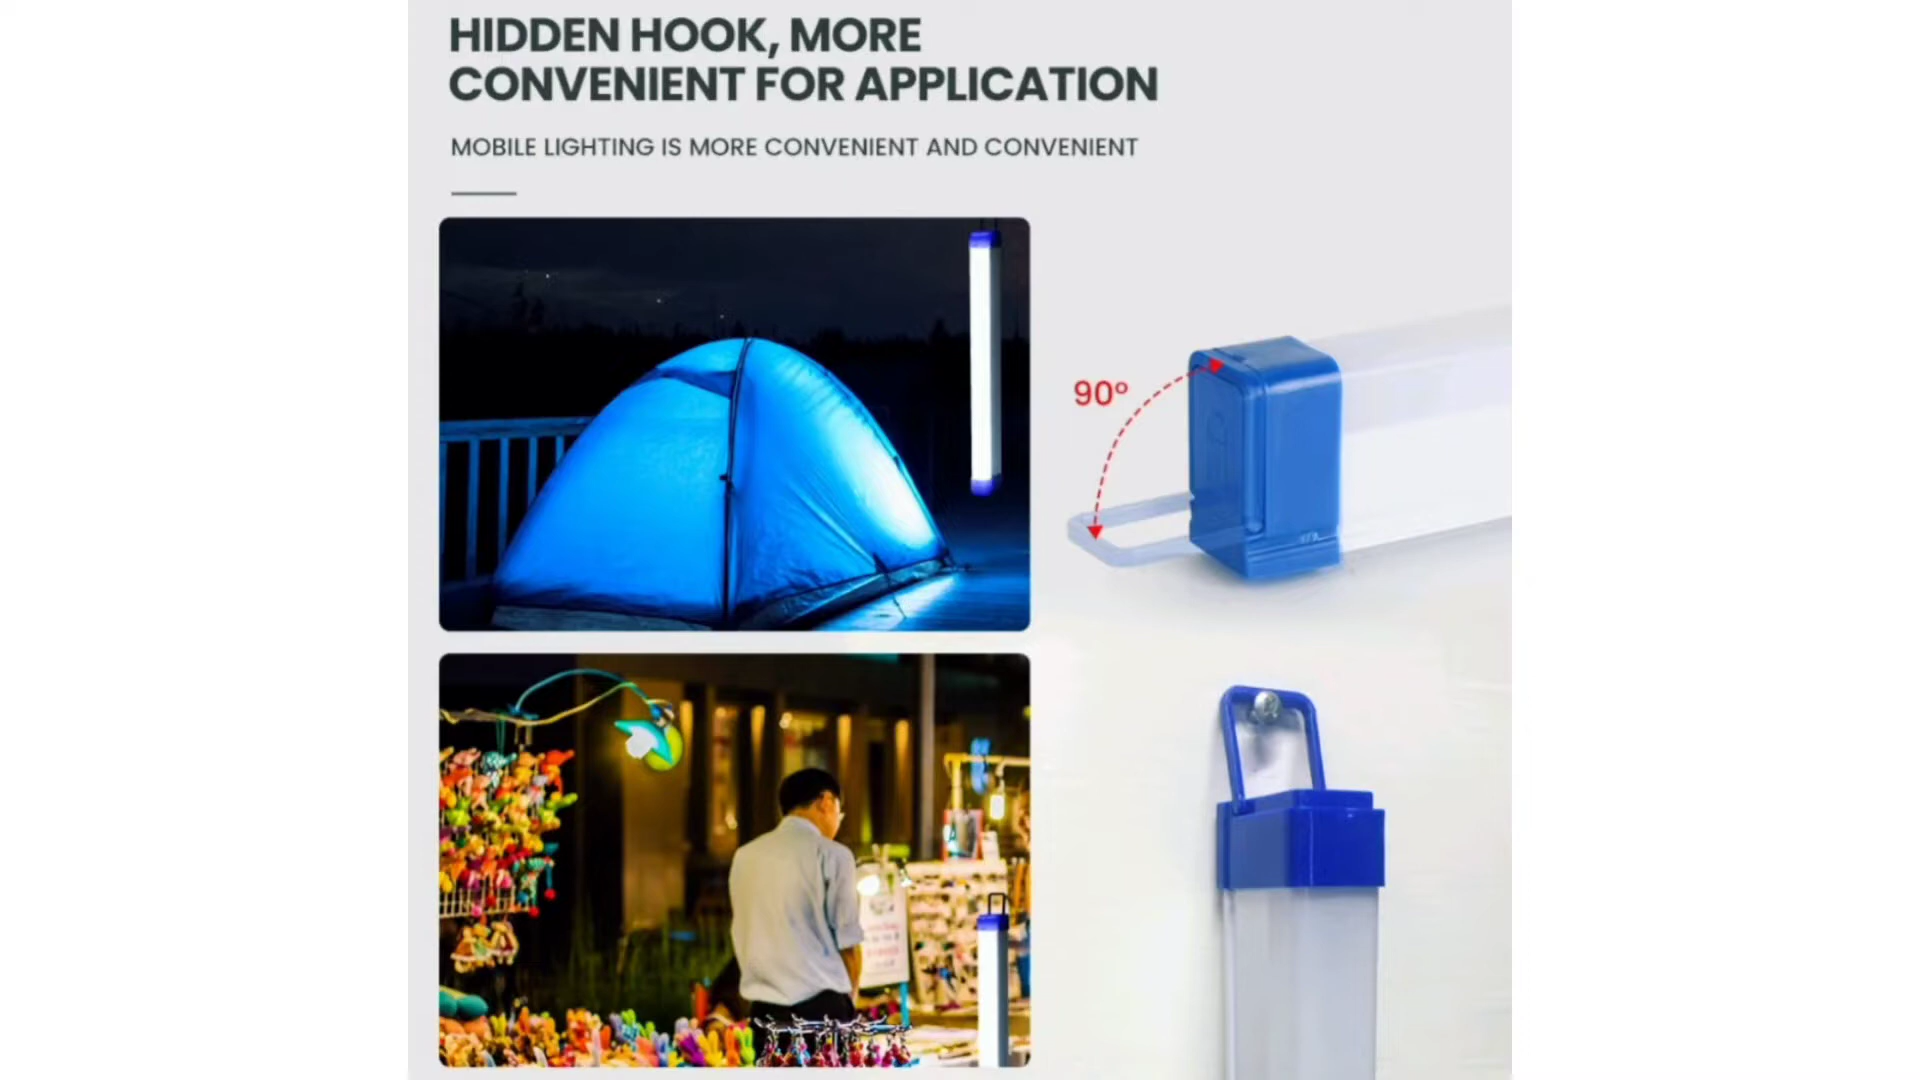 HIDDEN HOOK, MORE
CONVENIENT FOR APPLICATION
MOBILE LIGHTING IS MORE CONVENIENT AND CONVENIENT
90°